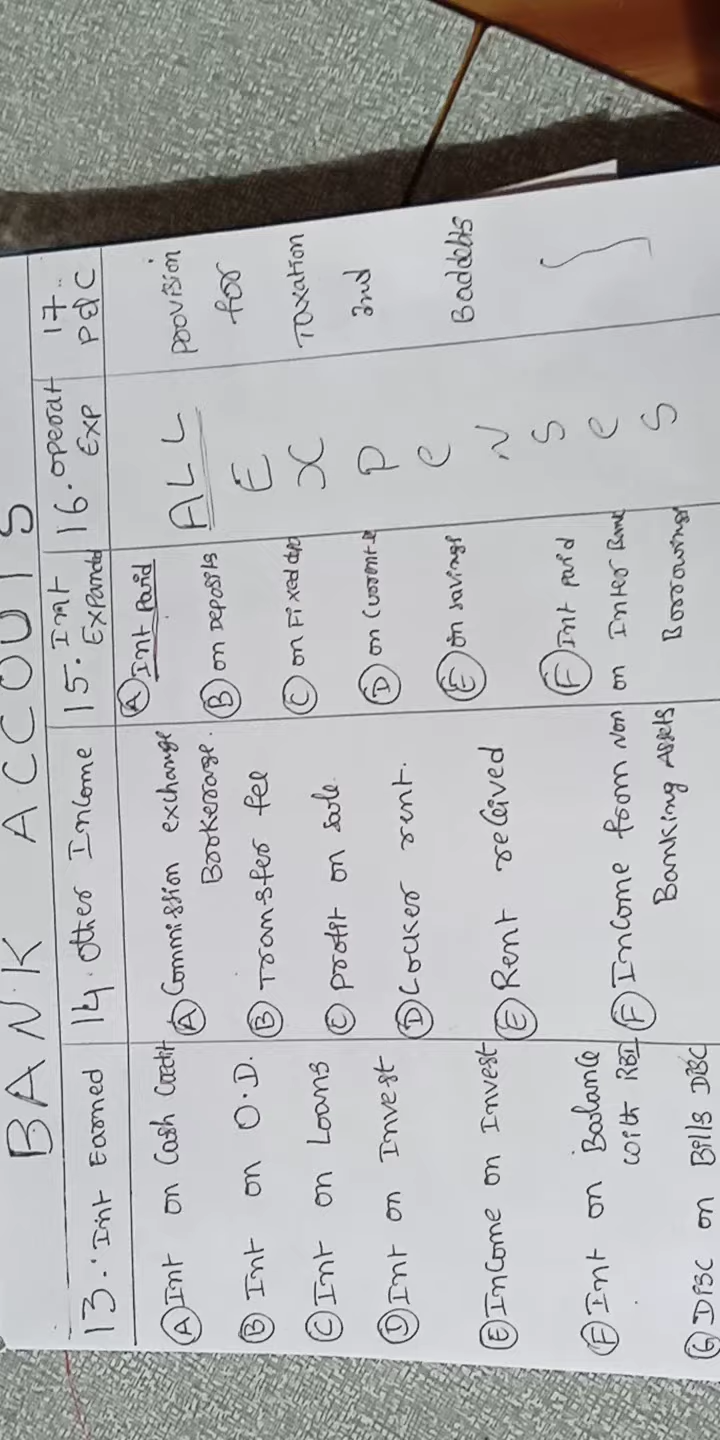 BANK ACCOUTS
13. Int Earned
(A) Int on Cash Credit
(B) Int on O.D.
(C) Int on Loans
(D) Int on Invest
(E) Income on Invest
(F) Int on Balance
with RBI
(G) Disc on Bills Disc
14. Other Income
(A) Commission exchange
Brokerage.
(B) Transfer fee
(C) Profit on sale
(D) Locker rent.
(E) Rent received
(F) Income from Non
Banking Assets
15. Int
Expanded
(A) Int Paid
(B) on Deposits
(C) on Fixed dep
(D) on Current
(E) on savings
(F) Int paid
on Inter Bank
Borrowings
16. Operat
Exp
ALL
E
X
P
e
N
S
e
S
17.
P&C
provision
for
Taxation
and
Baddebts